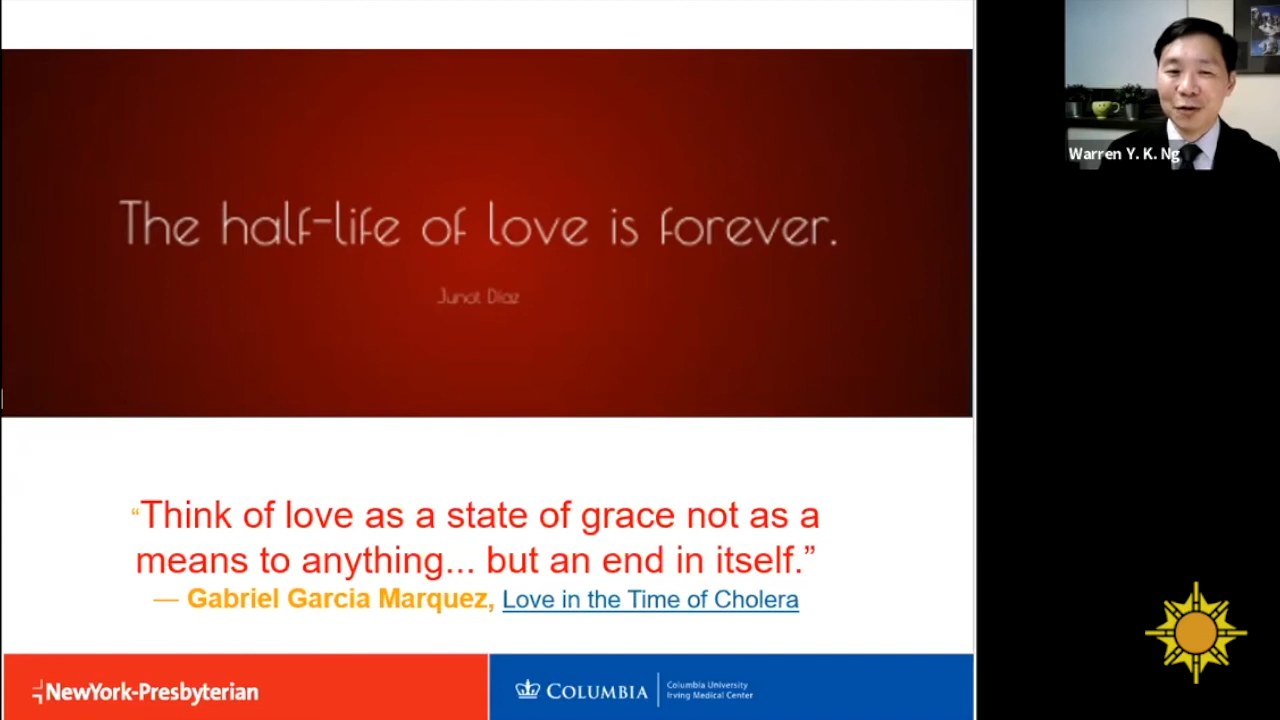 The half-life of love is forever.
Junot Díaz
“Think of love as a state of grace not as a
means to anything... but an end in itself.”
— Gabriel Garcia Marquez, Love in the Time of Cholera
NewYork-Presbyterian
COLUMBIA
Columbia University
Irving Medical Center
Warren Y. K. Ng